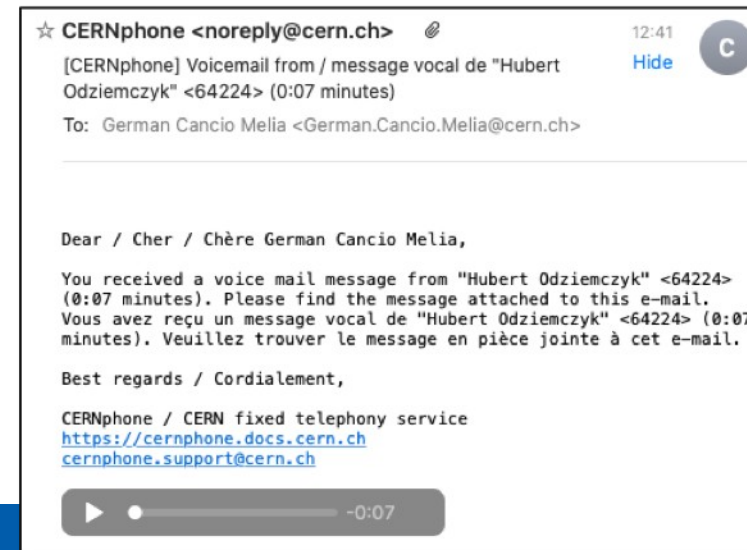 ☆ CERNphone <noreply@cern.ch>
12:41
[CERNphone] Voicemail from / message vocal de "Hubert
Odziemczyk" <64224> (0:07 minutes)
Hide
C
To: German Cancio Melia <German.Cancio.Melia@cern.ch>
Dear / Cher / Chère German Cancio Melia,
You received a voice mail message from "Hubert Odziemczyk" <64224>
(0:07 minutes). Please find the message attached to this e-mail.
Vous avez reçu un message vocal de "Hubert Odziemczyk" <64224> (0:07
minutes). Veuillez trouver le message en pièce jointe à cet e-mail.
Best regards / Cordialement,
CERNphone / CERN fixed telephony service
https://cernphone.docs.cern.ch
cernphone.support@cern.ch
-0:07